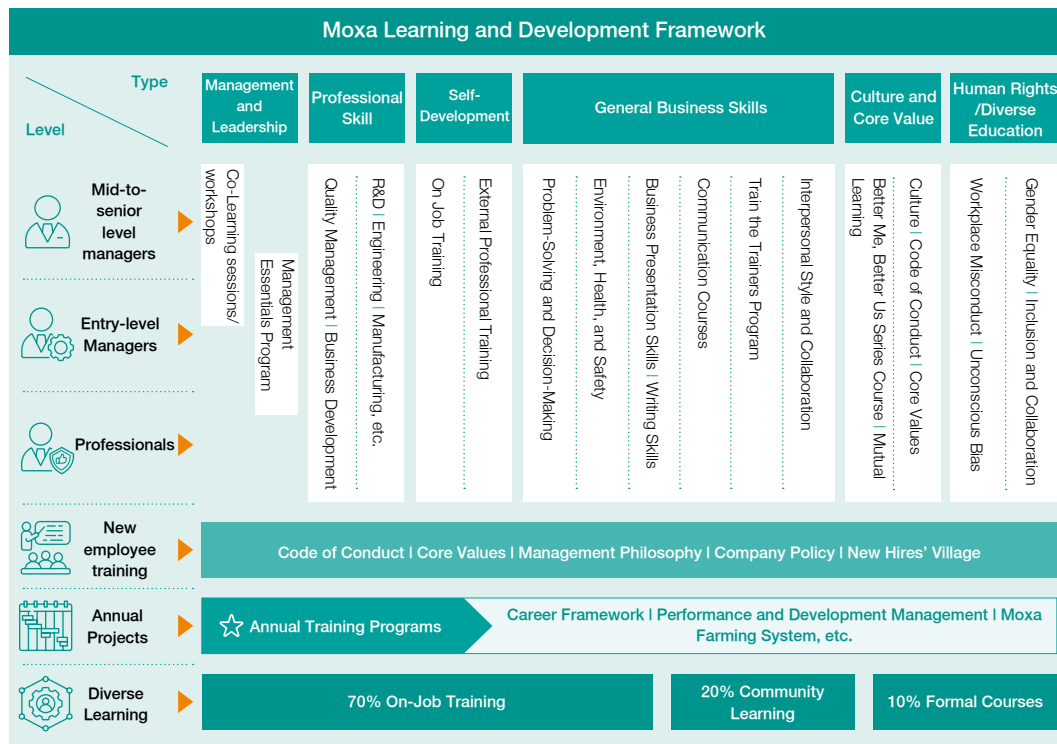 Moxa Learning and Development Framework
Type
Level
Management
and
Leadership
Professional
Skill
Self-
Development
General Business Skills
Culture and
Core Value
Human Rights
/Diverse
Education
Mid-to-
senior
level
managers
Entry-level
Managers
Professionals
Co-Learning sessions/
workshops
Management
Essentials Program
Quality Management | Business Development
R&D | Engineering | Manufacturing, etc.
On Job Training
External Professional Training
Problem-Solving and Decision-Making
Environment, Health, and Safety
Business Presentation Skills | Writing Skills
Communication Courses
Train the Trainers Program
Interpersonal Style and Collaboration
Better Me, Better Us Series Course | Mutual
Learning
Culture | Code of Conduct | Core Values
Workplace Misconduct | Unconscious Bias
Gender Equality | Inclusion and Collaboration
New
employee
training
Code of Conduct | Core Values | Management Philosophy | Company Policy | New Hires' Village
Annual
Projects
Annual Training Programs
Career Framework | Performance and Development Management | Moxa
Farming System, etc.
Diverse
Learning
70% On-Job Training
20% Community
Learning
10% Formal Courses